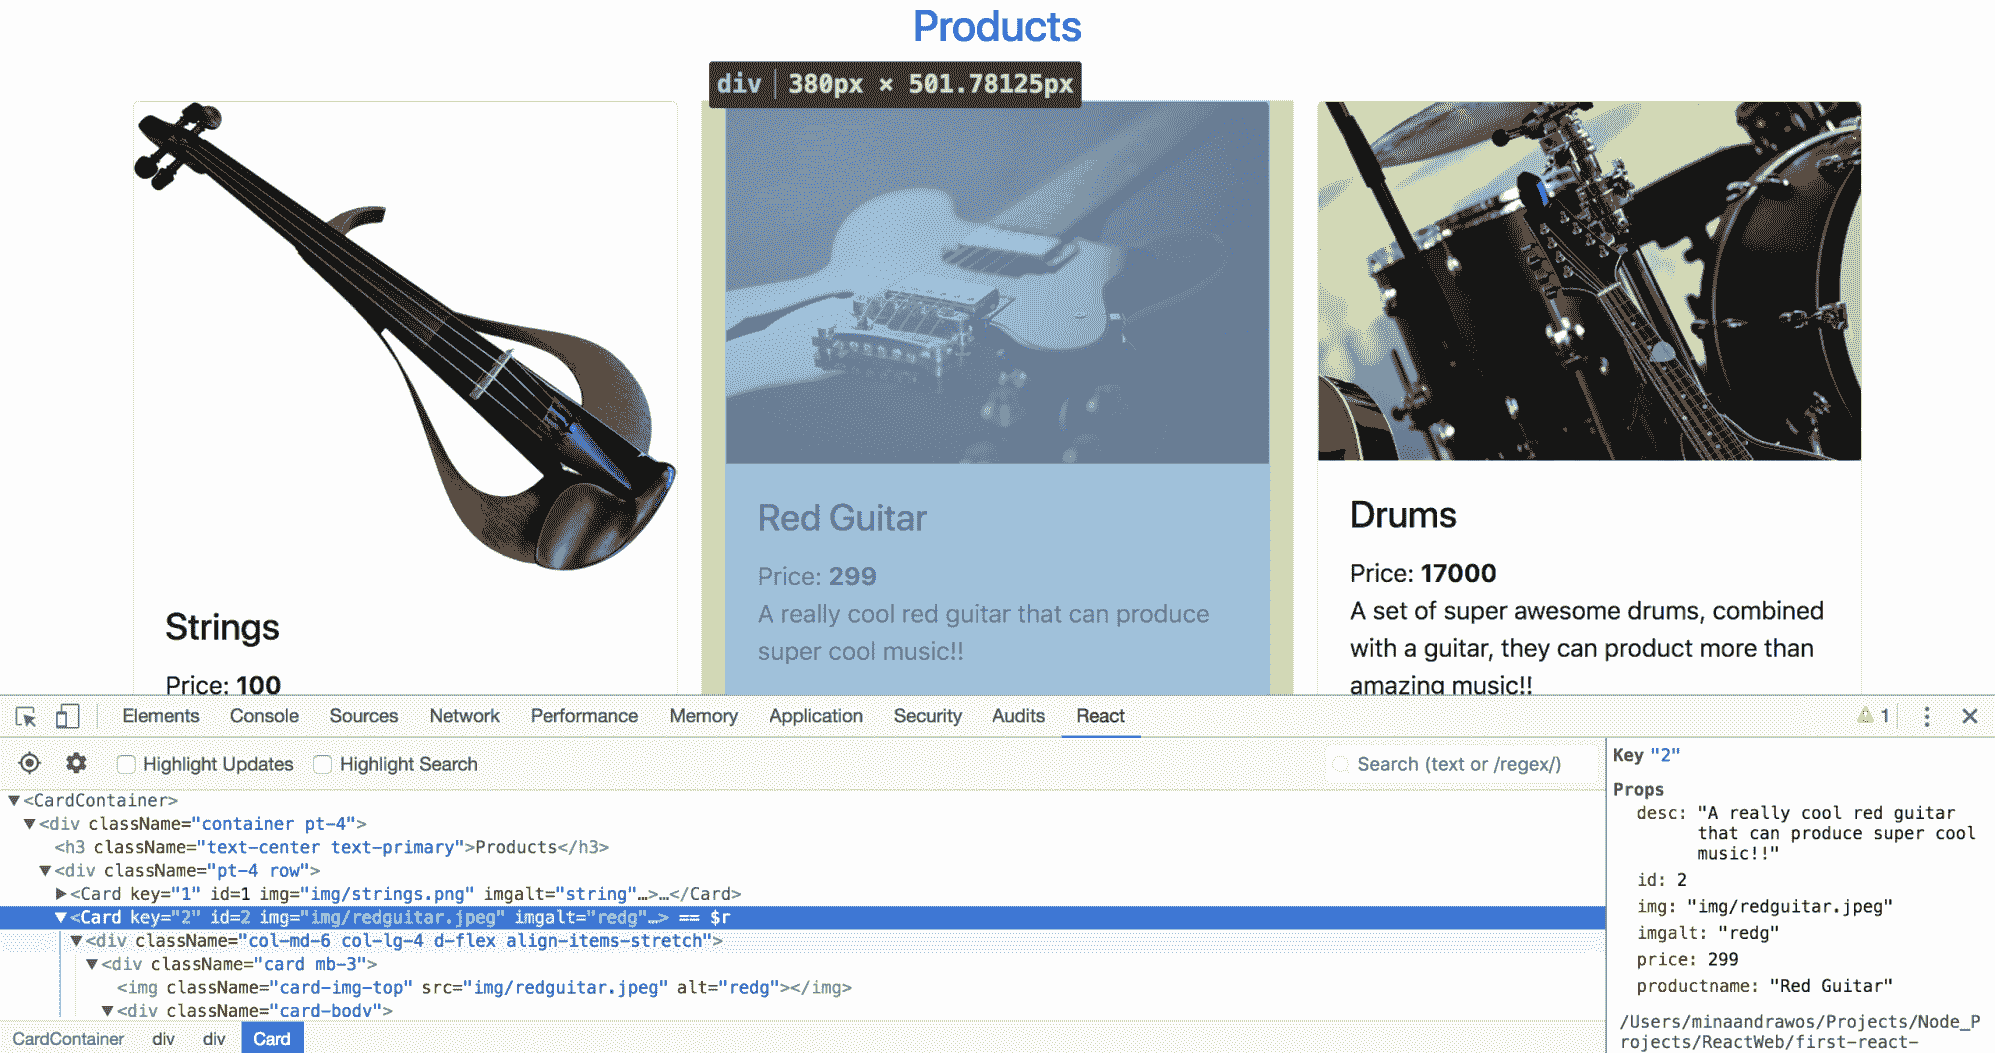 Products
div | 380px × 501.78125px
Strings
Price: 100
Red Guitar
Price: 299
A really cool red guitar that can produce
super cool music!!
Drums
Price: 17000
A set of super awesome drums, combined
with a guitar, they can product more than
amazing music!!
Elements Console Sources Network Performance Memory Application Security Audits React 1
Highlight Updates Highlight Search Search (text or /regex/)
<CardContainer>
<div className="container pt-4">
<h3 className="text-center text-primary">Products</h3>
<div className="pt-4 row">
<Card key="1" id=1 img="img/strings.png" imgalt="string"…>…</Card>
<Card key="2" id=2 img="img/redguitar.jpeg" imgalt="redg"…> == $r
<div className="col-md-6 col-lg-4 d-flex align-items-stretch">
<div className="card mb-3">
<img className="card-img-top" src="img/redguitar.jpeg" alt="redg"></img>
<div className="card-body">
CardContainer div div Card
Key "2"
Props
desc: "A really cool red guitar
that can produce super cool
music!!"
id: 2
img: "img/redguitar.jpeg"
imgalt: "redg"
price: 299
productname: "Red Guitar"
/Users/minaandrawos/Projects/Node_P
rojects/ReactWeb/first-react-